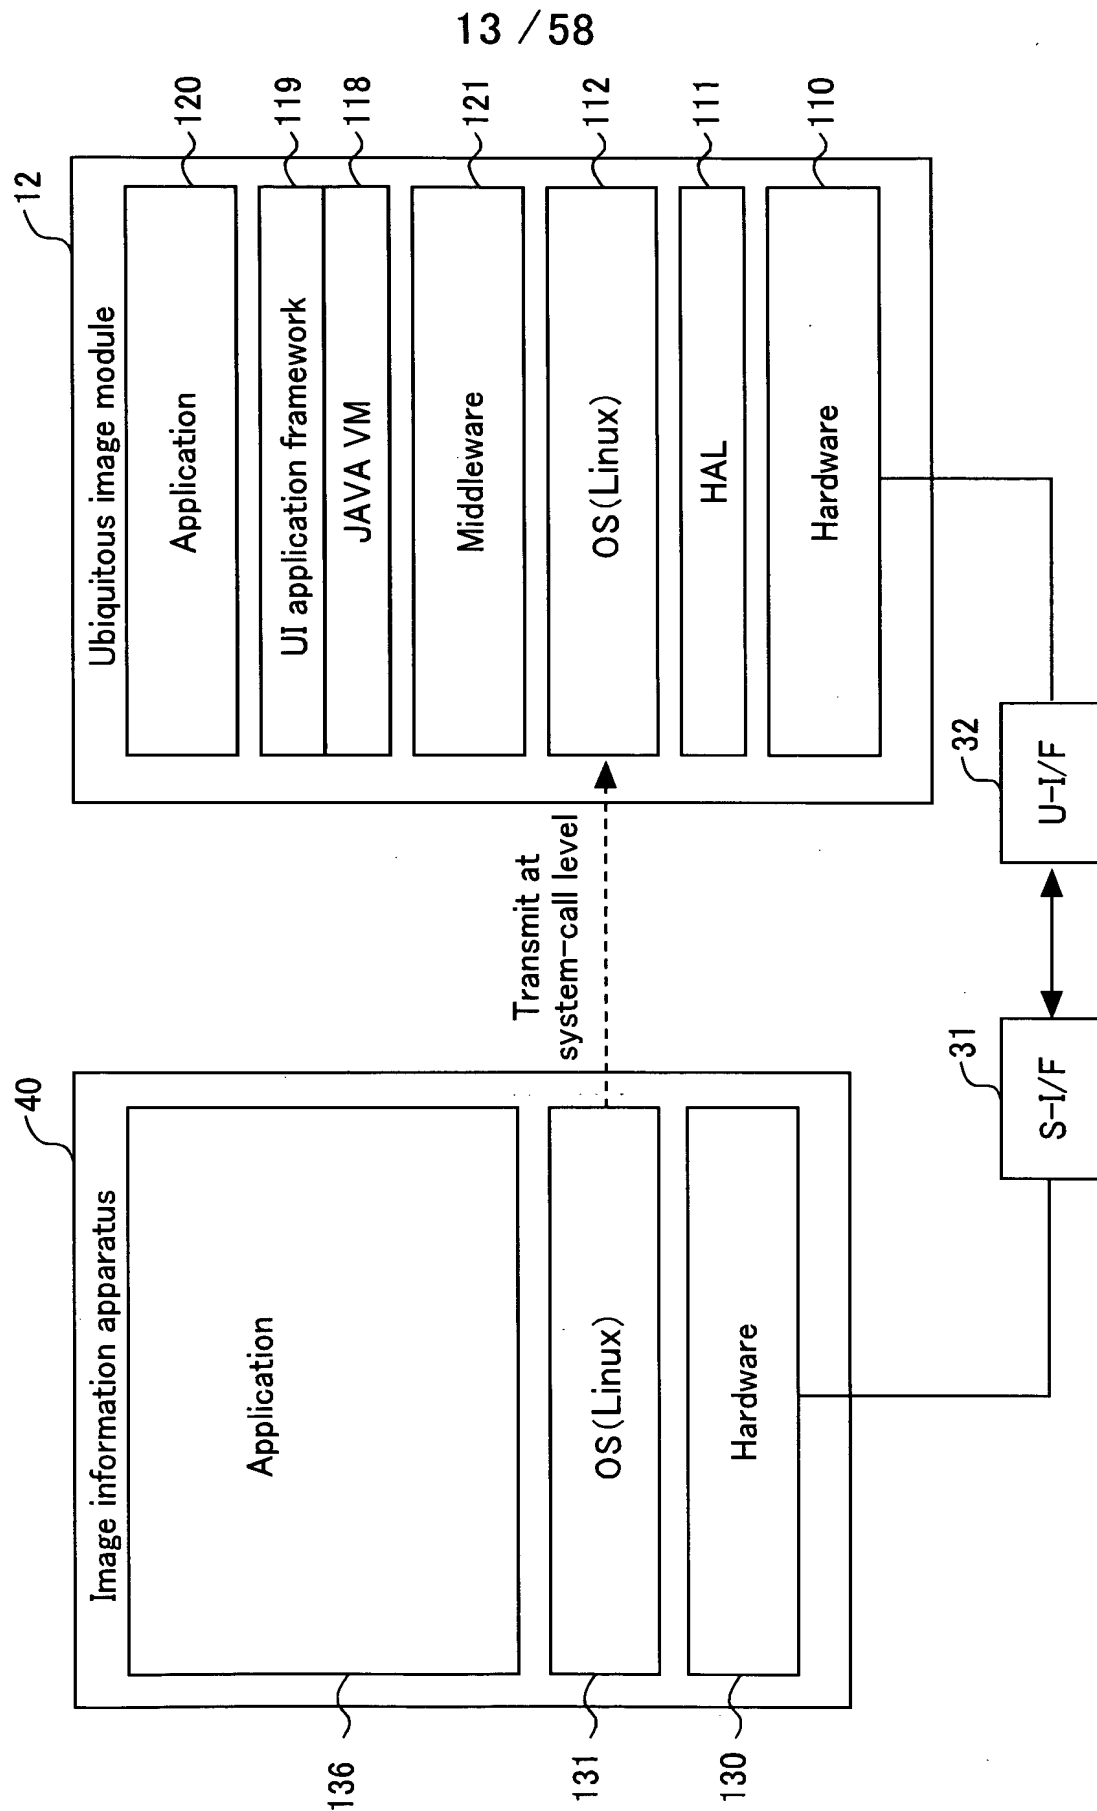 13 /58
40
Image information apparatus
Application
136
OS(Linux)
131
Hardware
130
Transmit at
system-call level
12
Ubiquitous image module
Application
120
UI application framework
119
JAVA VM
118
Middleware
121
OS(Linux)
112
HAL
111
Hardware
110
31
S-I/F
32
U-I/F